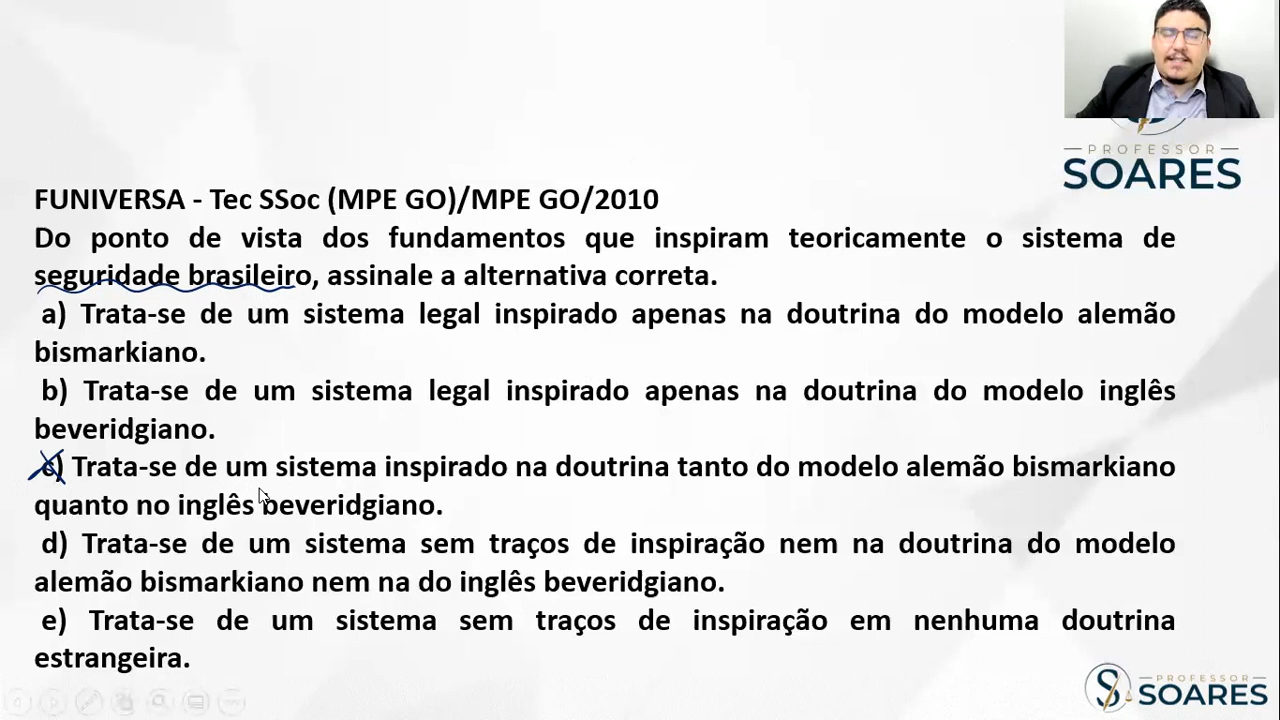 PROFESSOR
SOARES
FUNIVERSA - Tec SSoc (MPE GO)/MPE GO/2010
Do ponto de vista dos fundamentos que inspiram teoricamente o sistema de
seguridade brasileiro, assinale a alternativa correta.
a) Trata-se de um sistema legal inspirado apenas na doutrina do modelo alemão
bismarkiano.
b) Trata-se de um sistema legal inspirado apenas na doutrina do modelo inglês
beveridgiano.
c) Trata-se de um sistema inspirado na doutrina tanto do modelo alemão bismarkiano
quanto no inglês beveridgiano.
d) Trata-se de um sistema sem traços de inspiração nem na doutrina do modelo
alemão bismarkiano nem na do inglês beveridgiano.
e) Trata-se de um sistema sem traços de inspiração em nenhuma doutrina
estrangeira.
PROFESSOR
SOARES